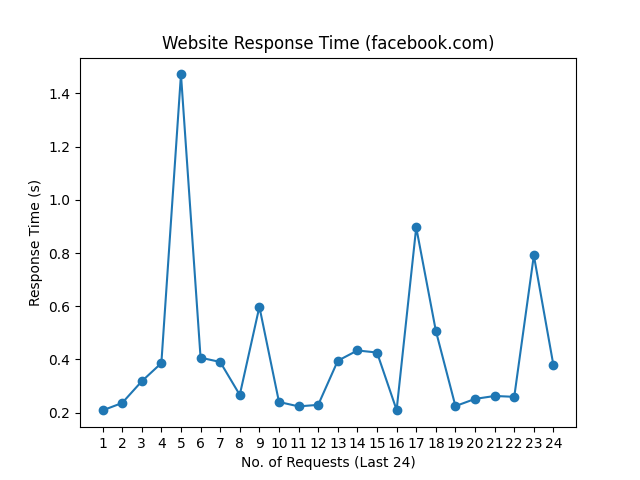 Website Response Time (facebook.com)
Response Time (s)
1.4
1.2
1.0
0.8
0.6
0.4
0.2
1 2 3 4 5 6 7 8 9 10 11 12 13 14 15 16 17 18 19 20 21 22 23 24
No. of Requests (Last 24)